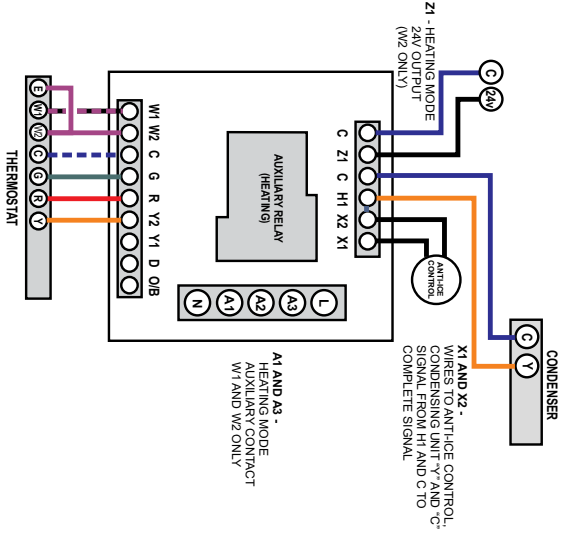 Z1 - HEATING MODE
24V OUTPUT
(W2 ONLY)
C
24v
CONDENSER
C
Y
ANTI-ICE
CONTROL
X1 AND X2 -
WIRES TO ANTI-ICE CONTROL,
CONDENSING UNIT "Y" AND "C"
SIGNAL FROM H1 AND C TO
COMPLETE SIGNAL
C
Z1
C
H1
X2
X1
AUXILIARY RELAY
(HEATING)
N
A1
A2
A3
L
A1 AND A3 -
HEATING MODE
AUXILIARY CONTACT
W1 AND W2 ONLY
W1
W2
C
G
R
Y2
Y1
D
O/B
E
W1
W2
C
G
R
Y
THERMOSTAT